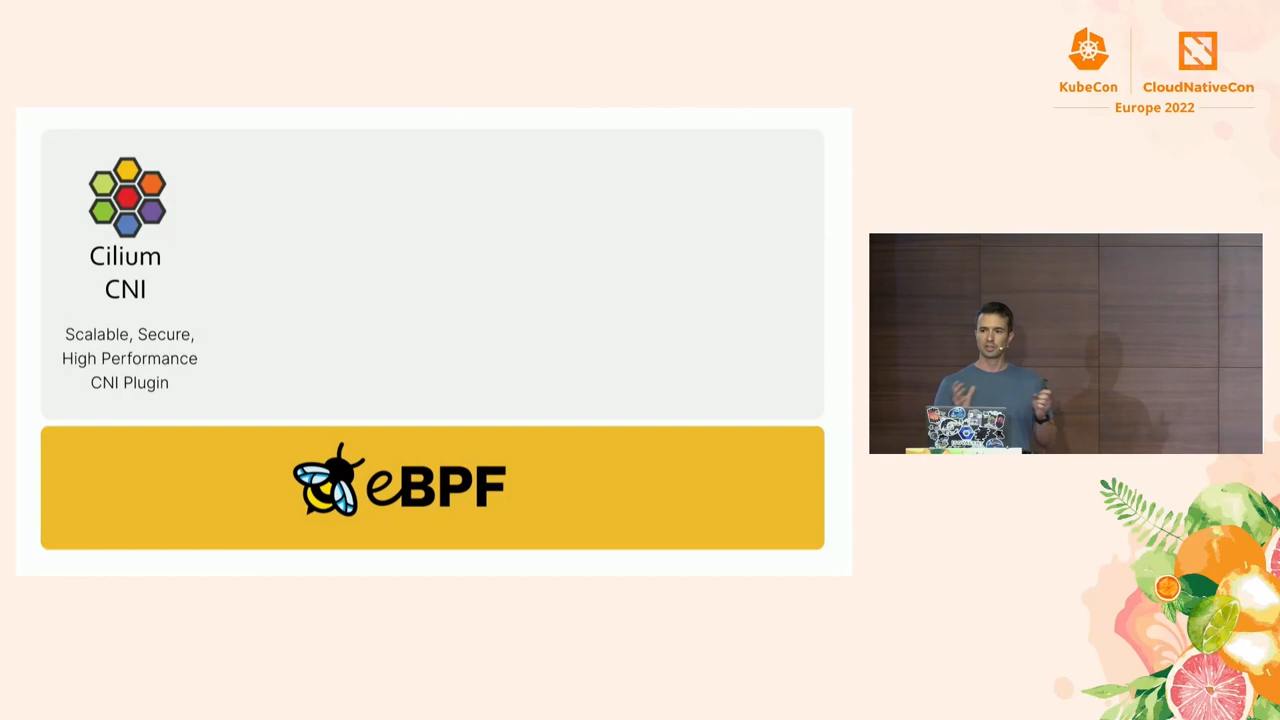 KubeCon
CloudNativeCon
Europe 2022
Cilium
CNI
Scalable, Secure,
High Performance
CNI Plugin
eBPF